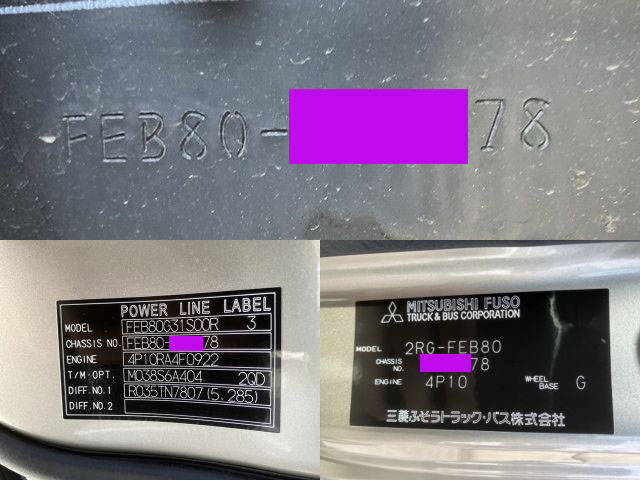 FEB80-78
POWER LINE LABEL
MODEL FEB80G31S00R 3
CHASSIS NO. FEB80-78
ENGINE 4P10RA4F0922
T/M-OPT. M038S6A404 2QD
DIFF.NO.1 R035TN7807(5.285)
DIFF.NO.2
MITSUBISHI FUSO
TRUCK & BUS CORPORATION
MODEL 2RG-FEB80
CHASSIS NO. 78
ENGINE 4P10 WHEEL BASE G
三菱ふそうトラック・バス株式会社